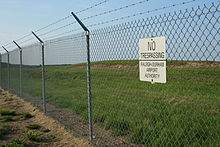 NO
TRESPASSING
RALEIGH-DURHAM
AIRPORT
AUTHORITY